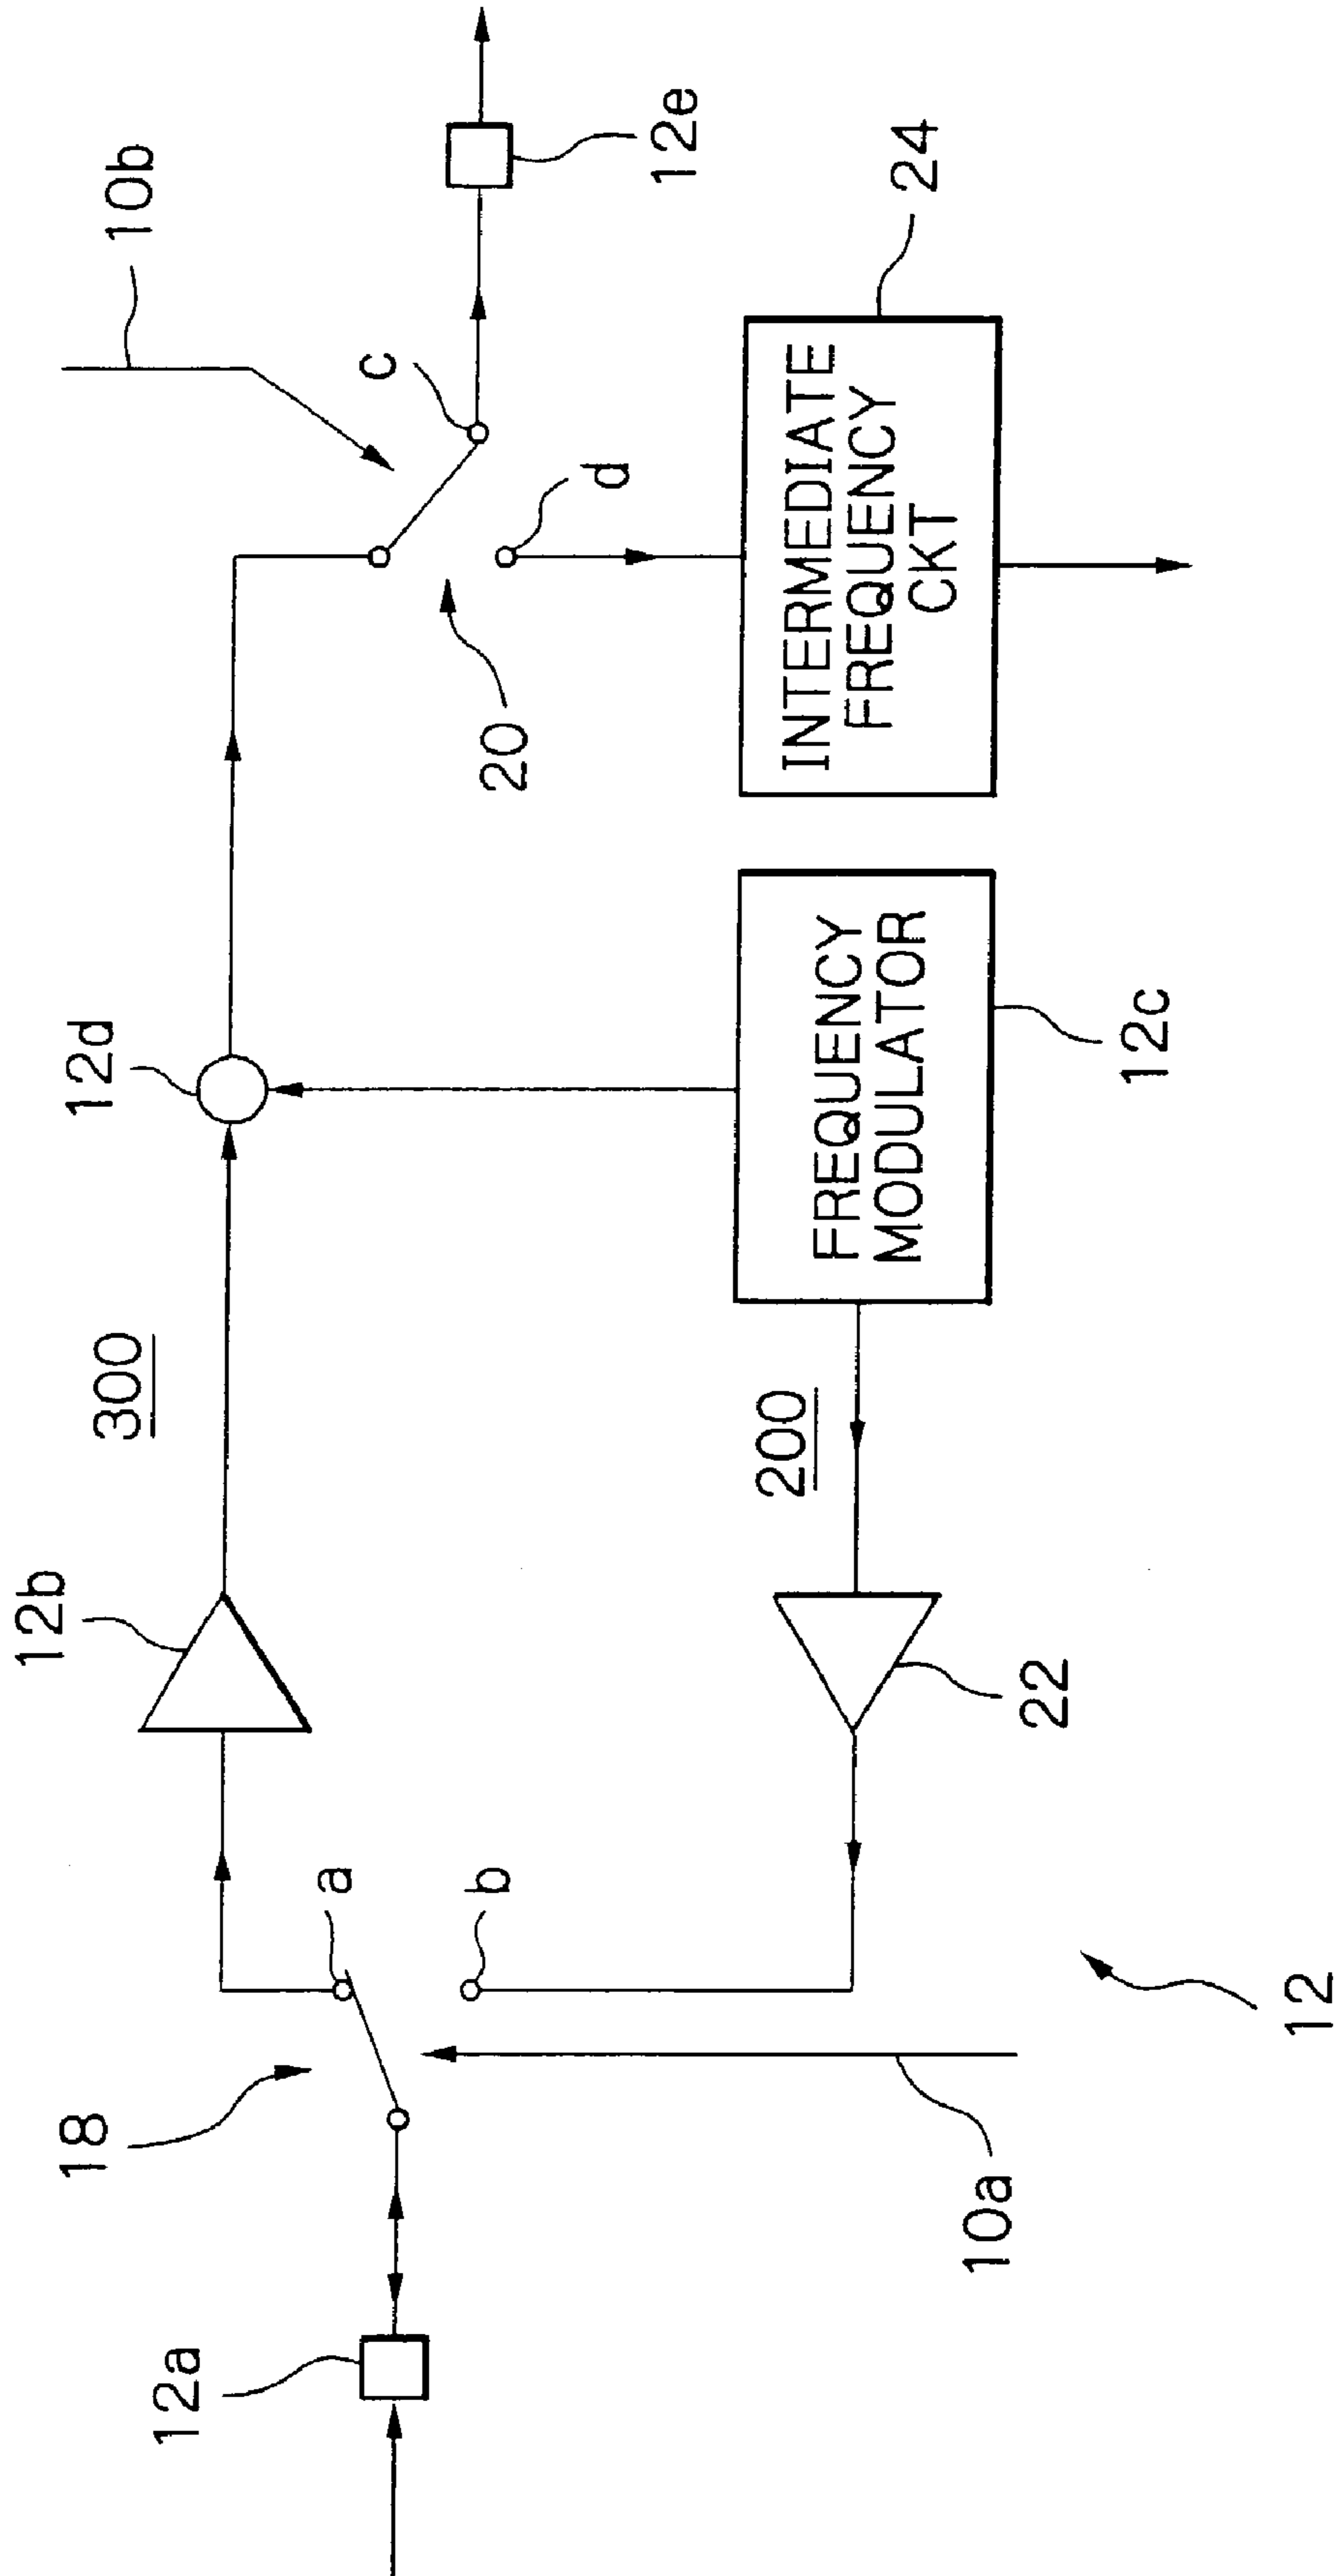 10b
12d
300
12b
c
12e
18
a
d
20
12a
b
INTERMEDIATE
FREQUENCY
CKT
24
FREQUENCY
MODULATOR
200
12c
22
10a
12